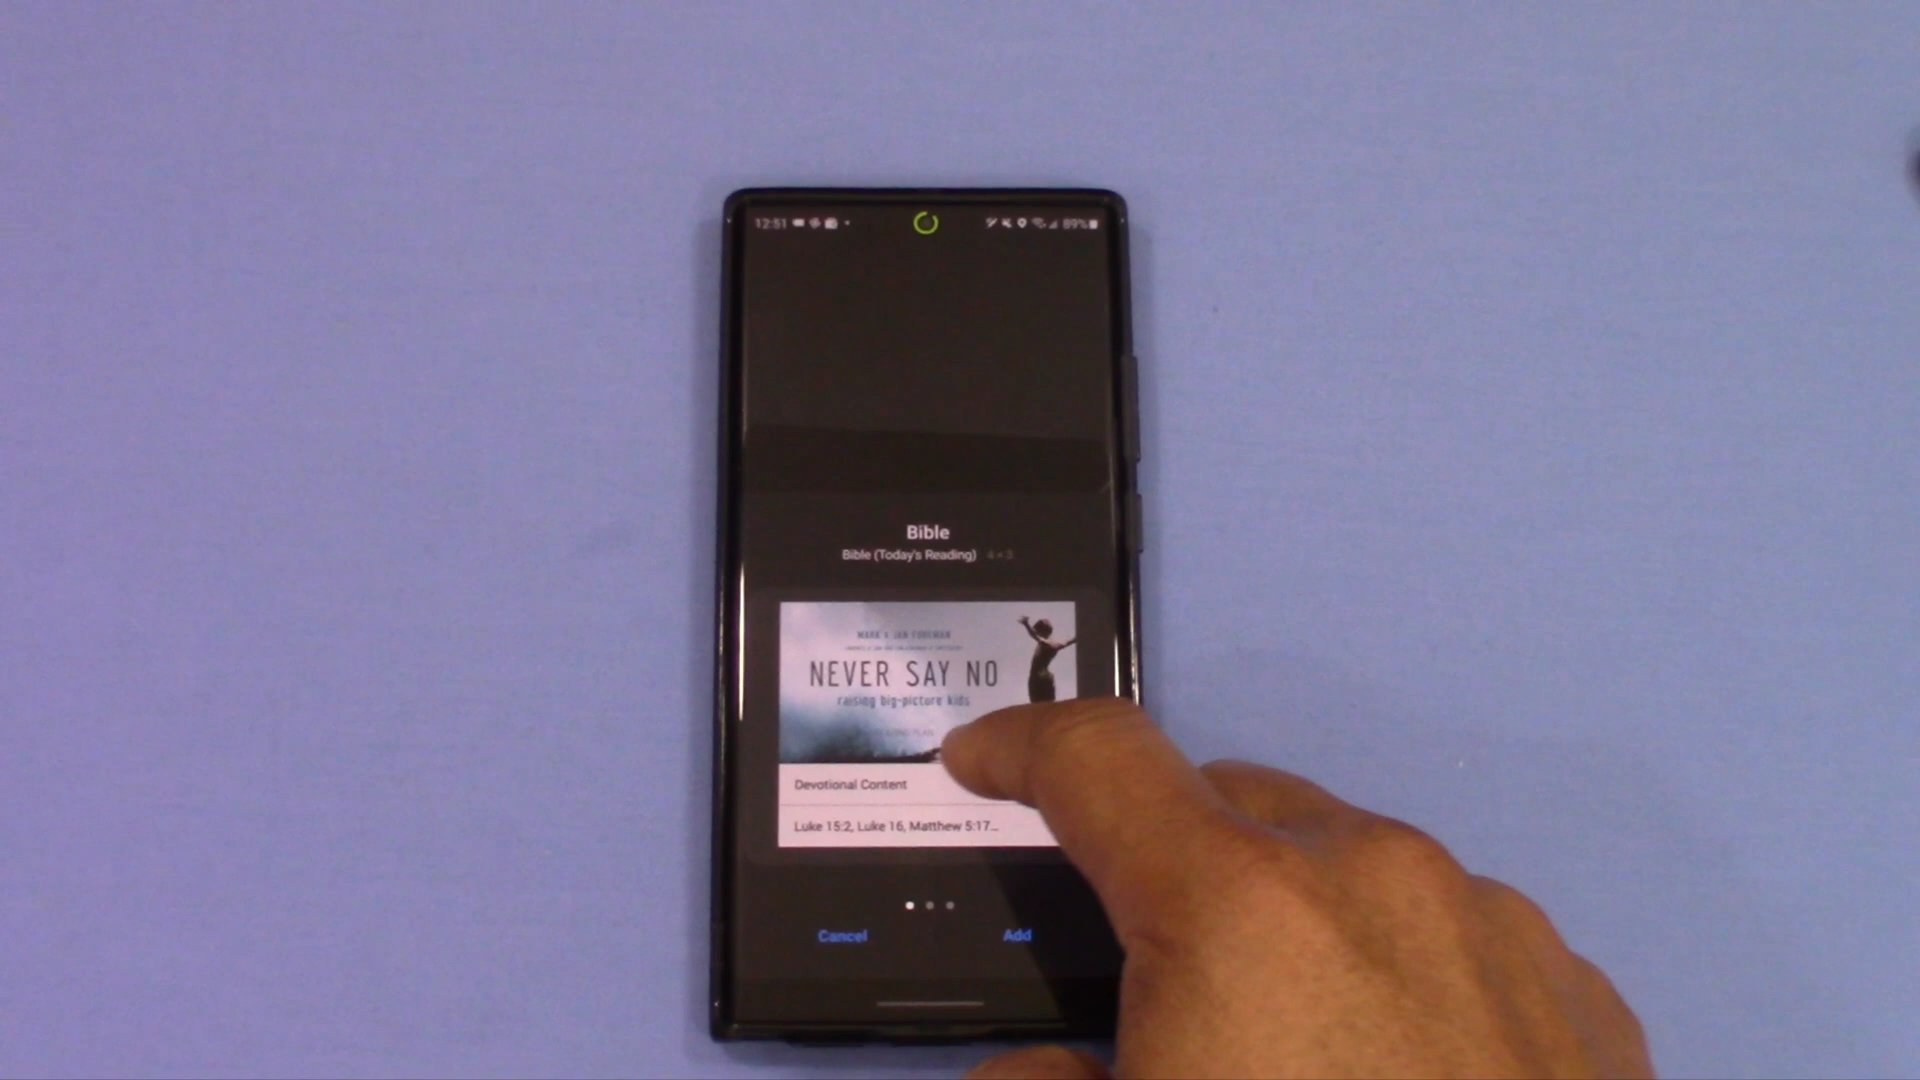 12:51
89%
Bible
Bible (Today's Reading) 4 × 3
MARK & JAN FOREMAN
NEVER SAY NO
raising big-picture kids
Devotional Content
Luke 15:2, Luke 16, Matthew 5:17...
Cancel
Add